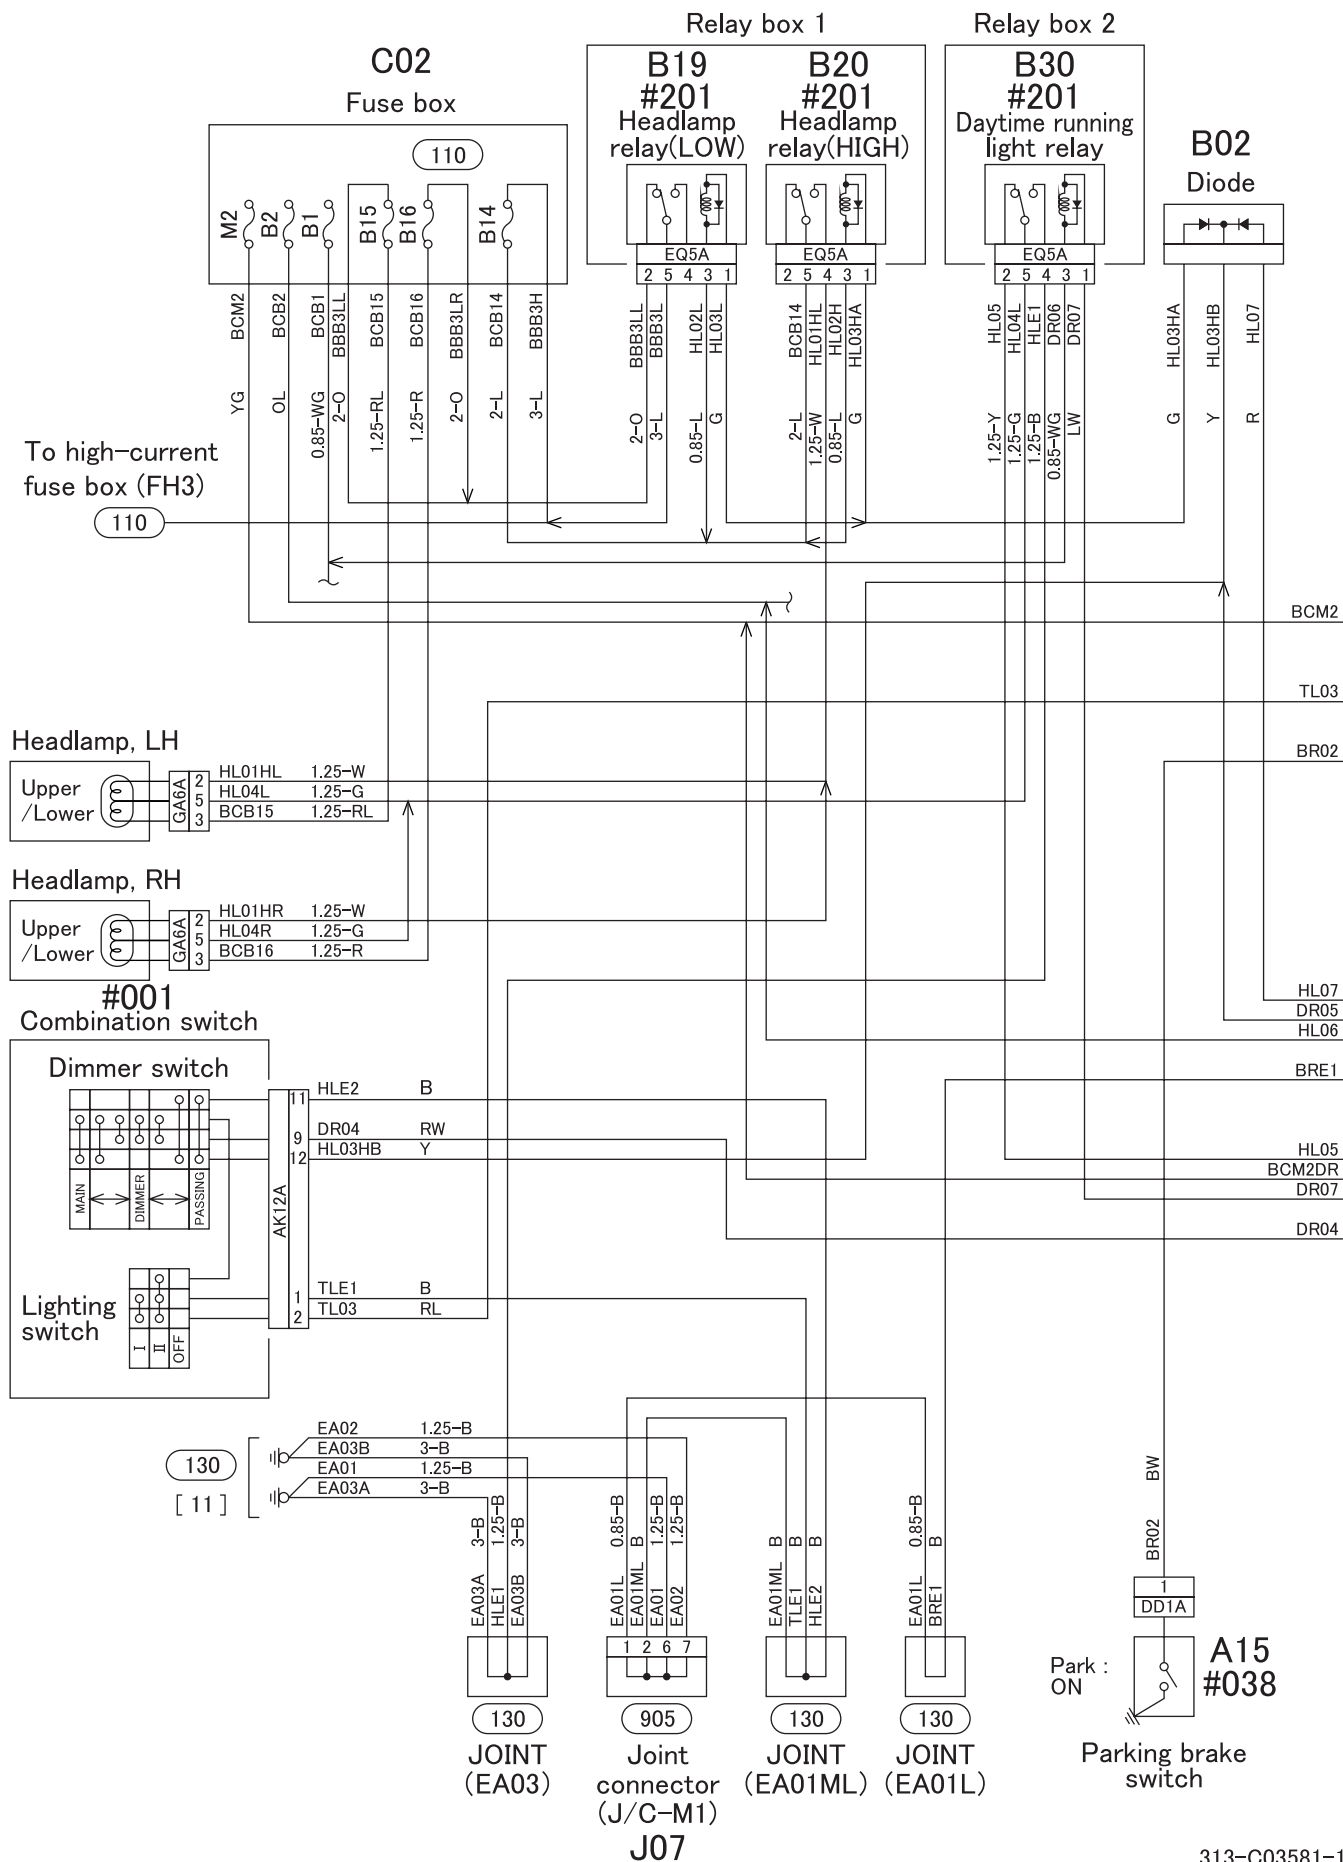 Relay box 1
Relay box 2
C02
Fuse box
B19
#201
Headlamp
relay(LOW)
B20
#201
Headlamp
relay(HIGH)
B30
#201
Daytime running
light relay
B02
Diode
110
M2
B2
B1
B15
B16
B14
EQ5A
2 5 4 3 1
EQ5A
2 5 4 3 1
EQ5A
2 5 4 3 1
YG BCM2
OL BCB2
0.85-WG BCB1
2-O BBB3LL
1.25-RL BCB15
1.25-R BCB16
2-O BBB3LR
2-L BCB14
3-L BBB3H
2-O BBB3LL
3-L BBB3L
0.85-L HL02L
G HL03L
2-L BCB14
1.25-W HL01HL
0.85-L HL02H
G HL03HA
1.25-Y HL05
1.25-G HL04L
1.25-B HLE1
0.85-WG DR06
LW DR07
G HL03HA
Y HL03HB
R HL07
To high-current
fuse box (FH3)
110
BCM2
TL03
BR02
Headlamp, LH
Upper
/Lower
GA6A
2 HL01HL 1.25-W
5 HL04L 1.25-G
3 BCB15 1.25-RL
Headlamp, RH
Upper
/Lower
GA6A
2 HL01HR 1.25-W
5 HL04R 1.25-G
3 BCB16 1.25-R
HL07
DR05
HL06
BRE1
HL05
BCM2DR
DR07
DR04
#001
Combination switch
Dimmer switch
MAIN
DIMMER
PASSING
AK12A
11 HLE2 B
9 DR04 RW
12 HL03HB Y
Lighting
switch
I
II
OFF
1 TLE1 B
2 TL03 RL
130
[ 11 ]
EA02 1.25-B
EA03B 3-B
EA01 1.25-B
EA03A 3-B
EA03A 3-B
HLE1 1.25-B
EA03B 3-B
EA01L 0.85-B
EA01ML B
EA01 1.25-B
EA02 1.25-B
EA01ML B
TLE1 B
HLE2 B
EA01L 0.85-B
BRE1 B
BR02 BW
1 2 6 7
1
DD1A
Park :
ON
A15
#038
Parking brake
switch
130
JOINT
(EA03)
905
Joint
connector
(J/C-M1)
J07
130
JOINT
(EA01ML)
130
JOINT
(EA01L)
313-C03581-1